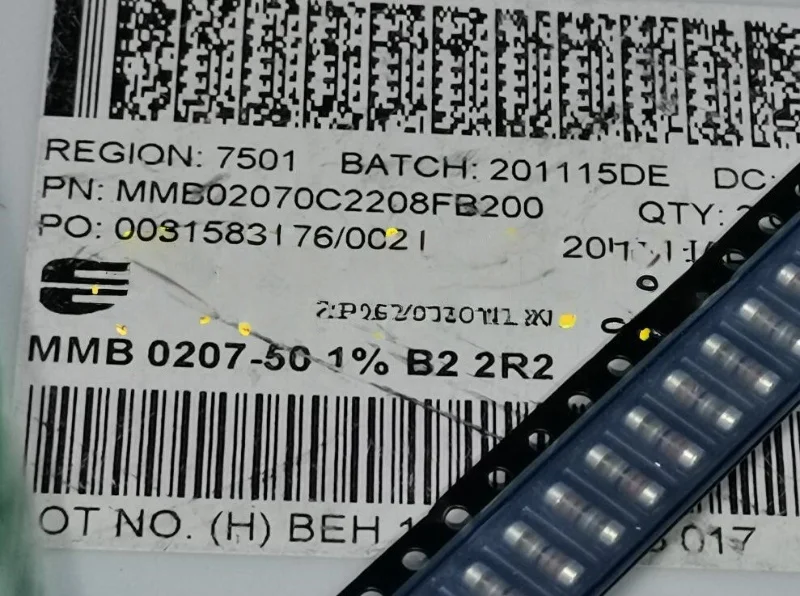 REGION: 7501 BATCH: 201115DE DC:
PN: MMB02070C2208FB200 QTY:
PO: 0031583176/0021
MMB 0207-50 1% B2 2R2
OT NO. (H) BEH 017